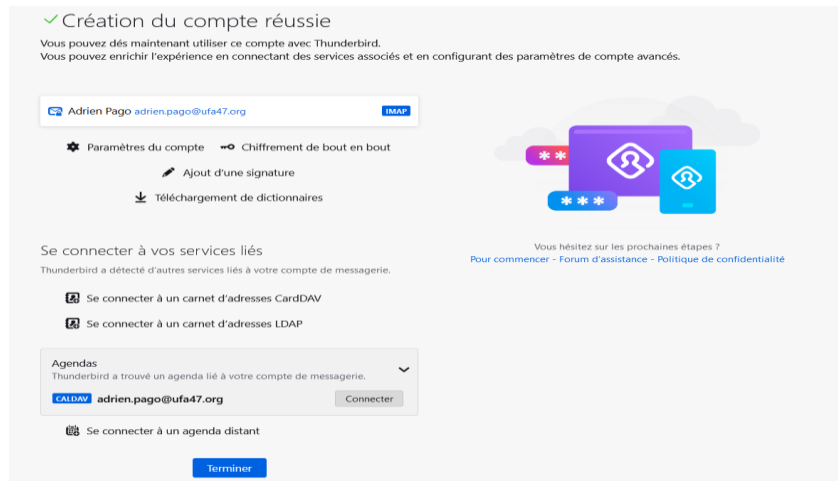 Création du compte réussie
Vous pouvez dés maintenant utiliser ce compte avec Thunderbird.
Vous pouvez enrichir l'expérience en connectant des services associés et en configurant des paramètres de compte avancés.
Adrien Pago adrien.pago@ufa47.org IMAP
Paramètres du compte Chiffrement de bout en bout
Ajout d'une signature
Téléchargement de dictionnaires
Se connecter à vos services liés
Thunderbird a détecté d'autres services liés à votre compte de messagerie.
Se connecter à un carnet d'adresses CardDAV
Se connecter à un carnet d'adresses LDAP
Agendas
Thunderbird a trouvé un agenda lié à votre compte de messagerie.
CALDAV adrien.pago@ufa47.org Connecter
Se connecter à un agenda distant
Terminer
** 
***
Vous hésitez sur les prochaines étapes ?
Pour commencer - Forum d'assistance - Politique de confidentialité